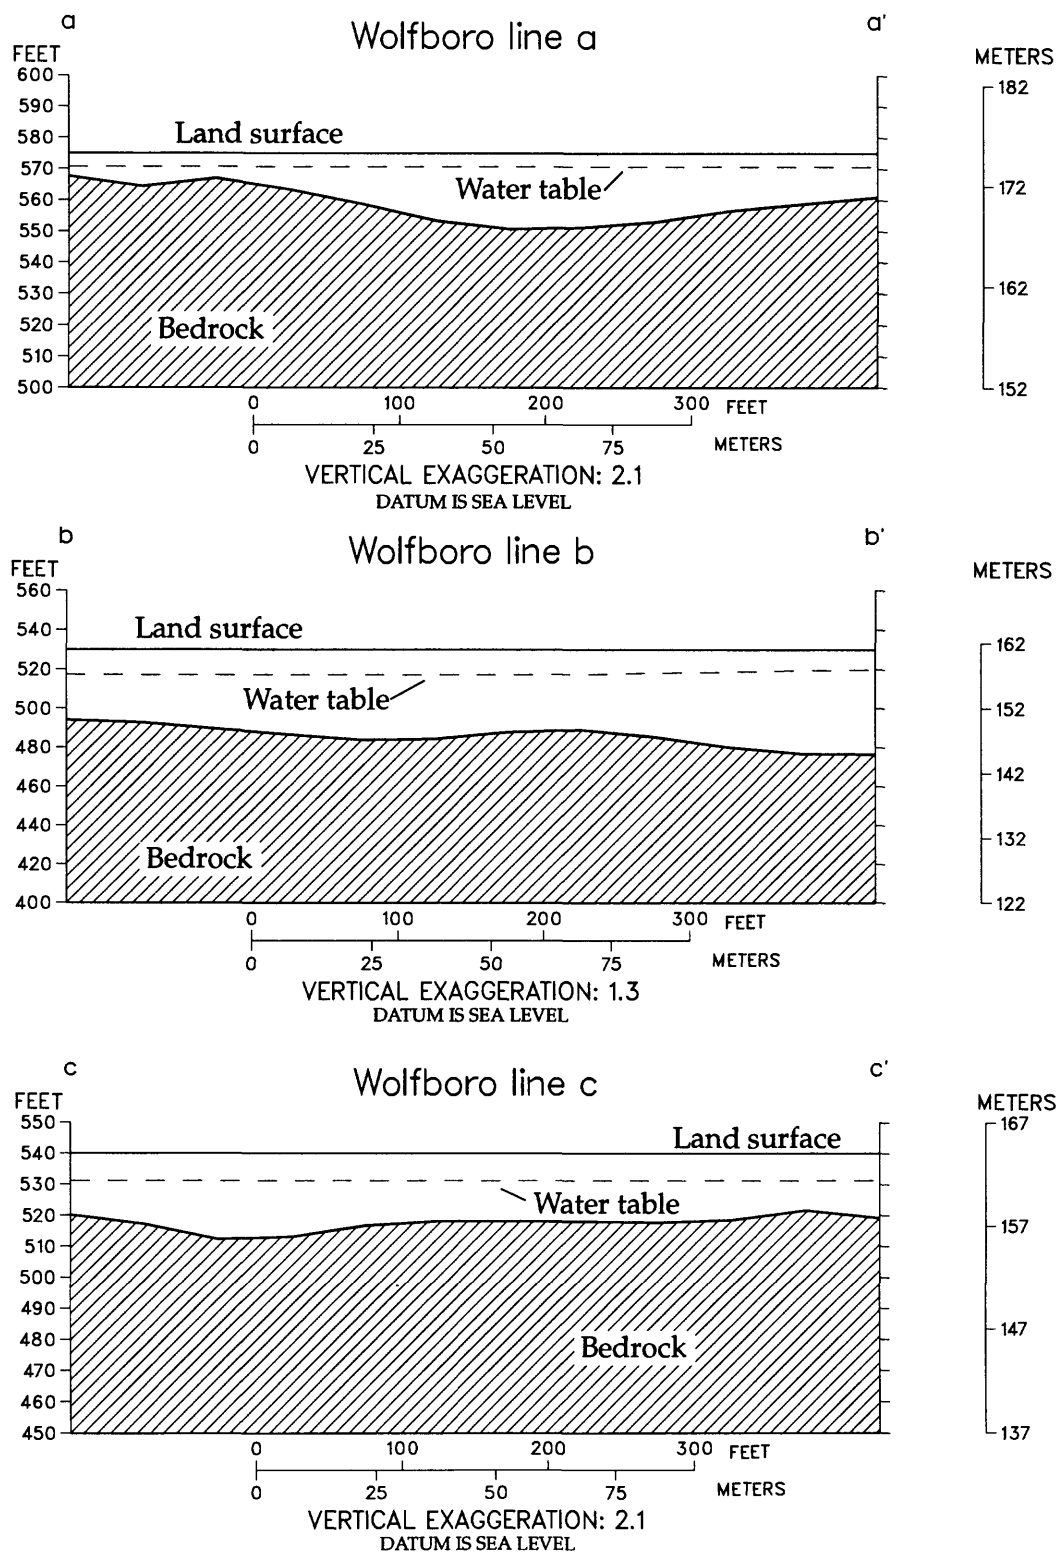 a Wolfboro line a a'
FEET METERS
600
590
580
570
560
550
540
530
520
510
500
182
172
162
152
Land surface
Water table
Bedrock
0 100 200 300 FEET
0 25 50 75 METERS
VERTICAL EXAGGERATION: 2.1
DATUM IS SEA LEVEL
b Wolfboro line b b'
FEET METERS
560
540
520
500
480
460
440
420
400
162
152
142
132
122
Land surface
Water table
Bedrock
0 100 200 300 FEET
0 25 50 75 METERS
VERTICAL EXAGGERATION: 1.3
DATUM IS SEA LEVEL
c Wolfboro line c c'
FEET METERS
550
540
530
520
510
500
490
480
470
460
450
167
157
147
137
Land surface
Water table
Bedrock
0 100 200 300 FEET
0 25 50 75 METERS
VERTICAL EXAGGERATION: 2.1
DATUM IS SEA LEVEL